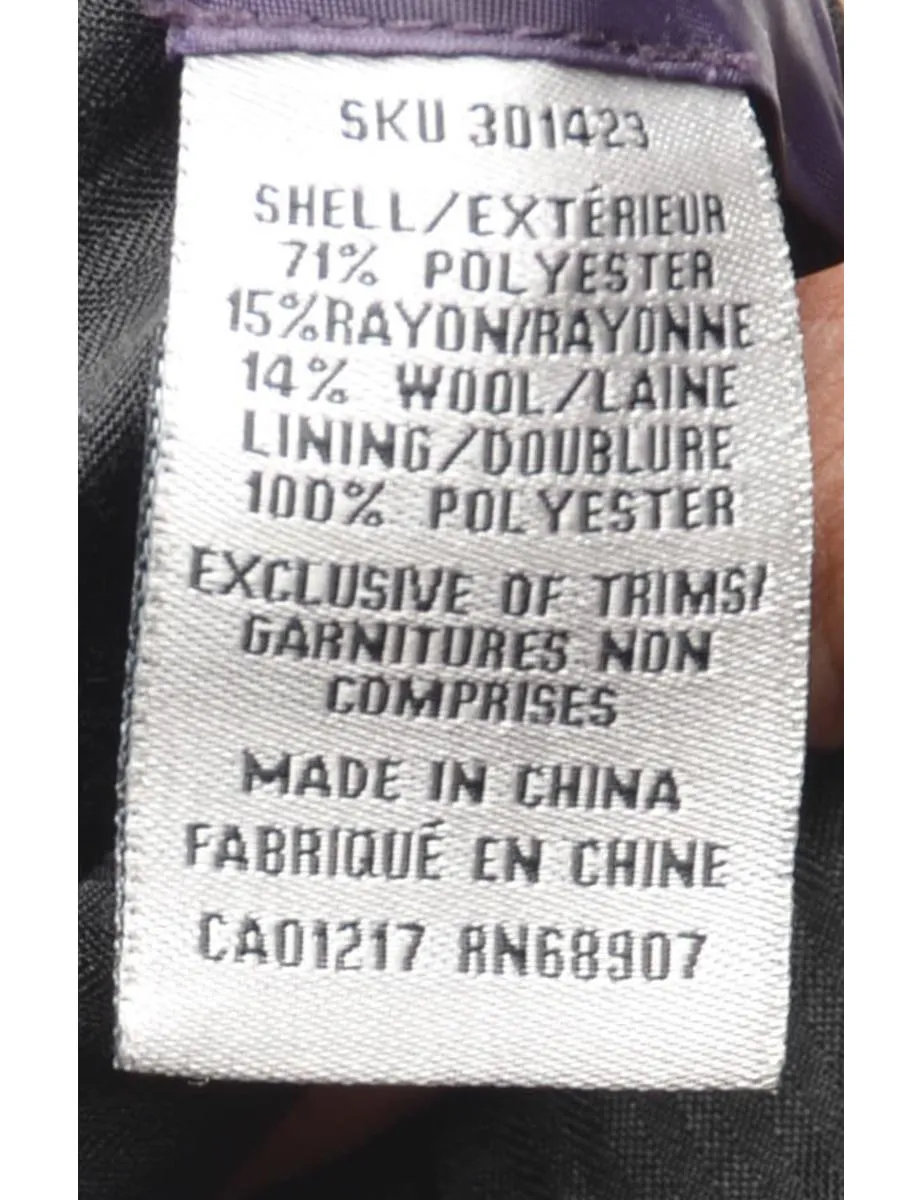 SKU 301423
SHELL/EXTÉRIEUR
71% POLYESTER
15%RAYON/RAYONNE
14% WOOL/LAINE
LINING/DOUBLURE
100% POLYESTER
EXCLUSIVE OF TRIMS/
GARNITURES NON
COMPRISES
MADE IN CHINA
FABRIQUÉ EN CHINE
CA01217 RN68907